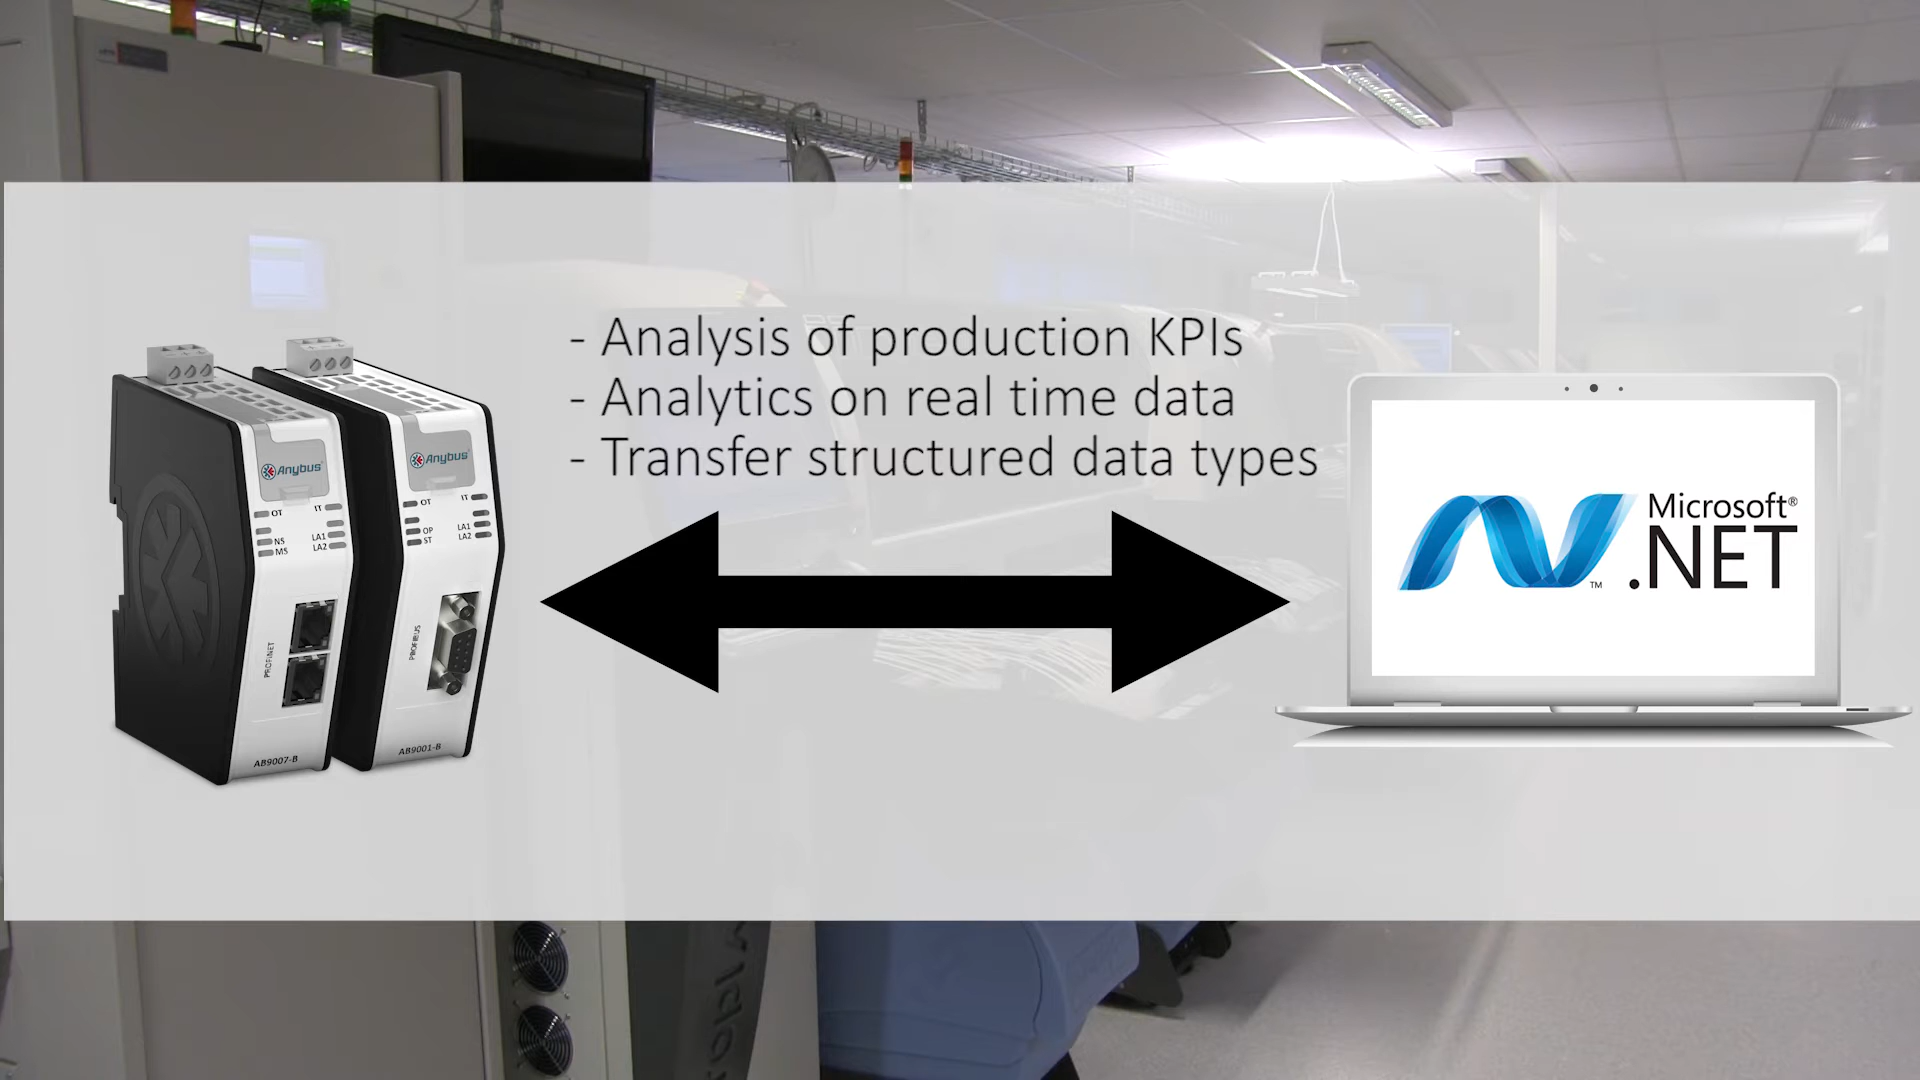 - Analysis of production KPIs
- Analytics on real time data
- Transfer structured data types
Anybus
OT IT
NS LA1
MS LA2
PROFINET
AB9007-B
Anybus
OT IT
OP LA1
ST LA2
PROFIBUS
AB9001-B
Microsoft®
.NET
™